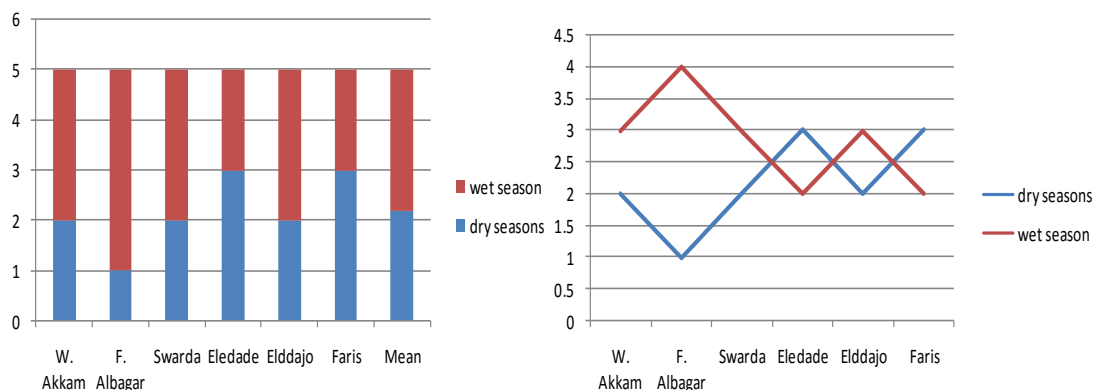 6
5
4
3
2
1
0
W. Akkam
F. Albagar
Swarda
Eledade
Elddajo
Faris
Mean
wet season
dry seasons
4.5
4
3.5
3
2.5
2
1.5
1
0.5
0
W. Akkam
F. Albagar
Swarda
Eledade
Elddajo
Faris
dry seasons
wet season